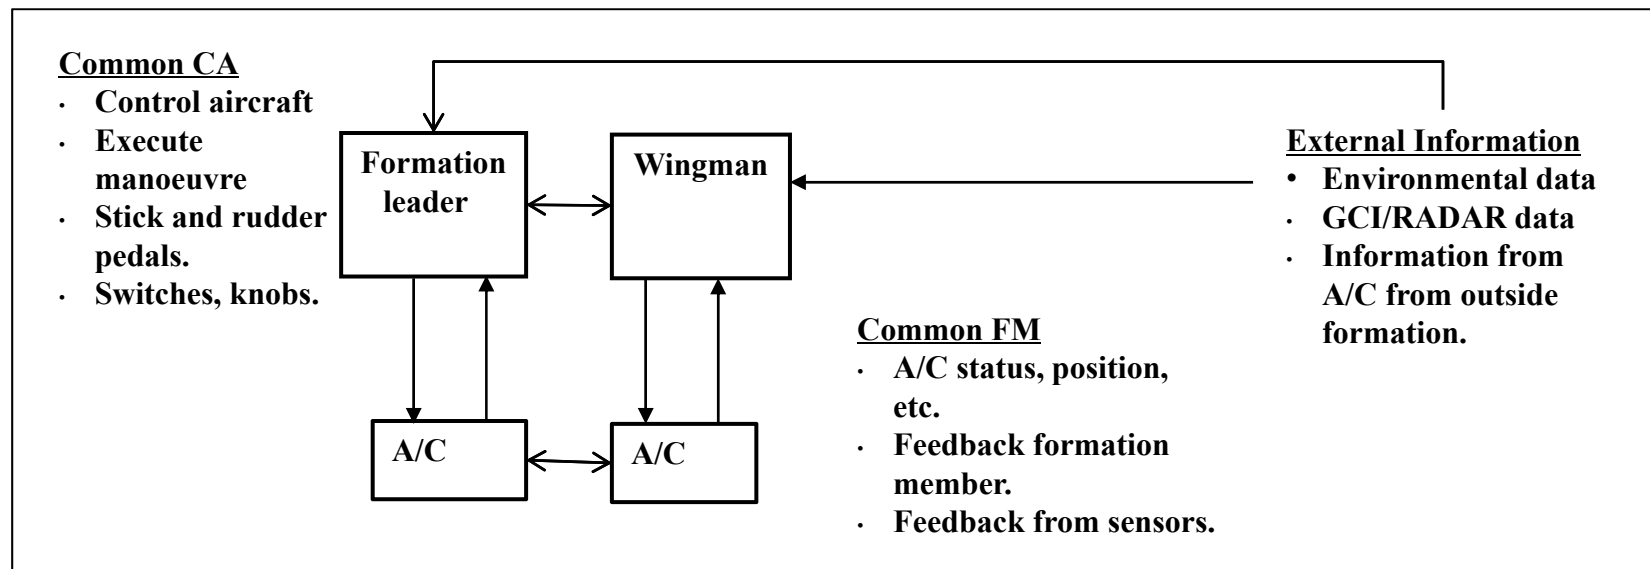 Common CA
· Control aircraft
· Execute
manoeuvre
· Stick and rudder
pedals.
· Switches, knobs.
Formation
leader
Wingman
A/C
A/C
Common FM
· A/C status, position,
etc.
· Feedback formation
member.
· Feedback from sensors.
External Information
• Environmental data
· GCI/RADAR data
· Information from
A/C from outside
formation.